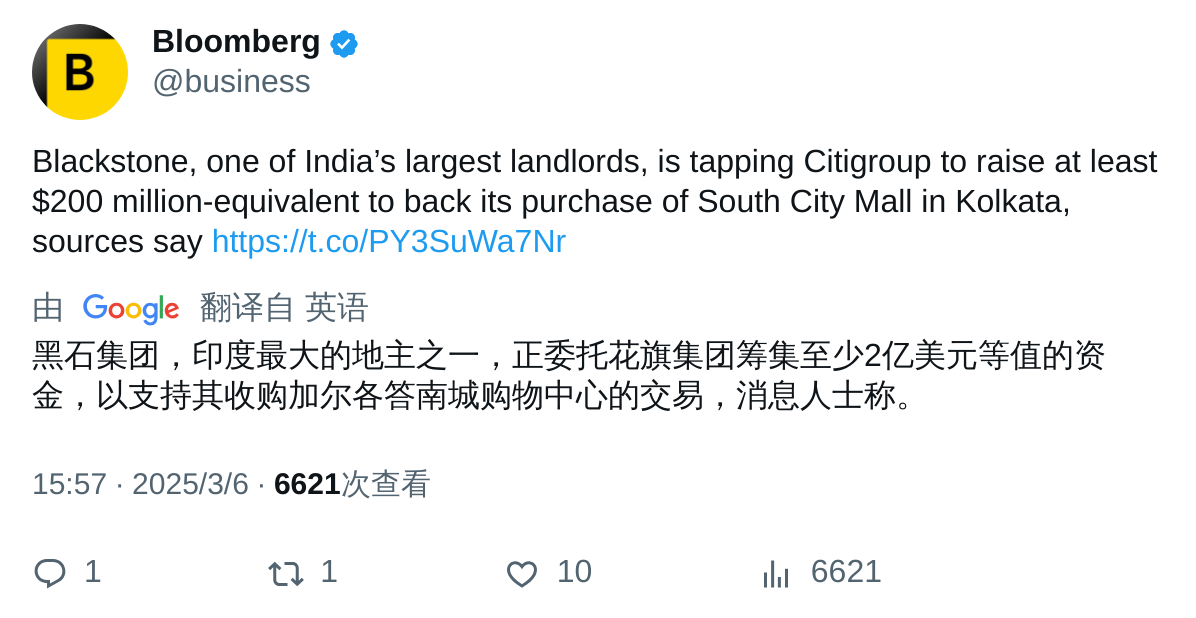 B
Bloomberg
@business
Blackstone, one of India’s largest landlords, is tapping Citigroup to raise at least
$200 million-equivalent to back its purchase of South City Mall in Kolkata,
sources say https://t.co/PY3SuWa7Nr
由 Google 翻译自 英语
黑石集团，印度最大的地主之一，正委托花旗集团筹集至少2亿美元等值的资
金，以支持其收购加尔各答南城购物中心的交易，消息人士称。
15:57 · 2025/3/6 · 6621次查看
1 1 10 6621